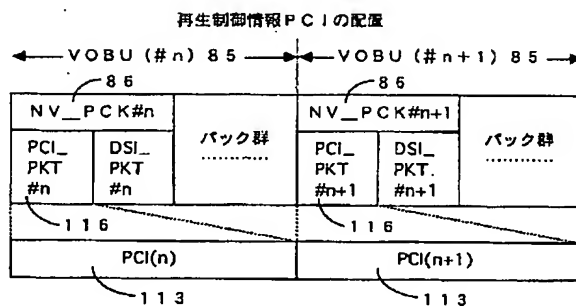 再生制御情報PCIの配置
VOBU(#n)85
VOBU(#n+1)85
86
86
NV__PCK#n
パック群
NV__PCK#n+1
パック群
PCI_
PKT
#n
DSI_
PKT
#n
PCI_
PKT
#n+1
DSI_
PKT.
#n+1
116
116
PCI(n)
PCI(n+1)
113
113